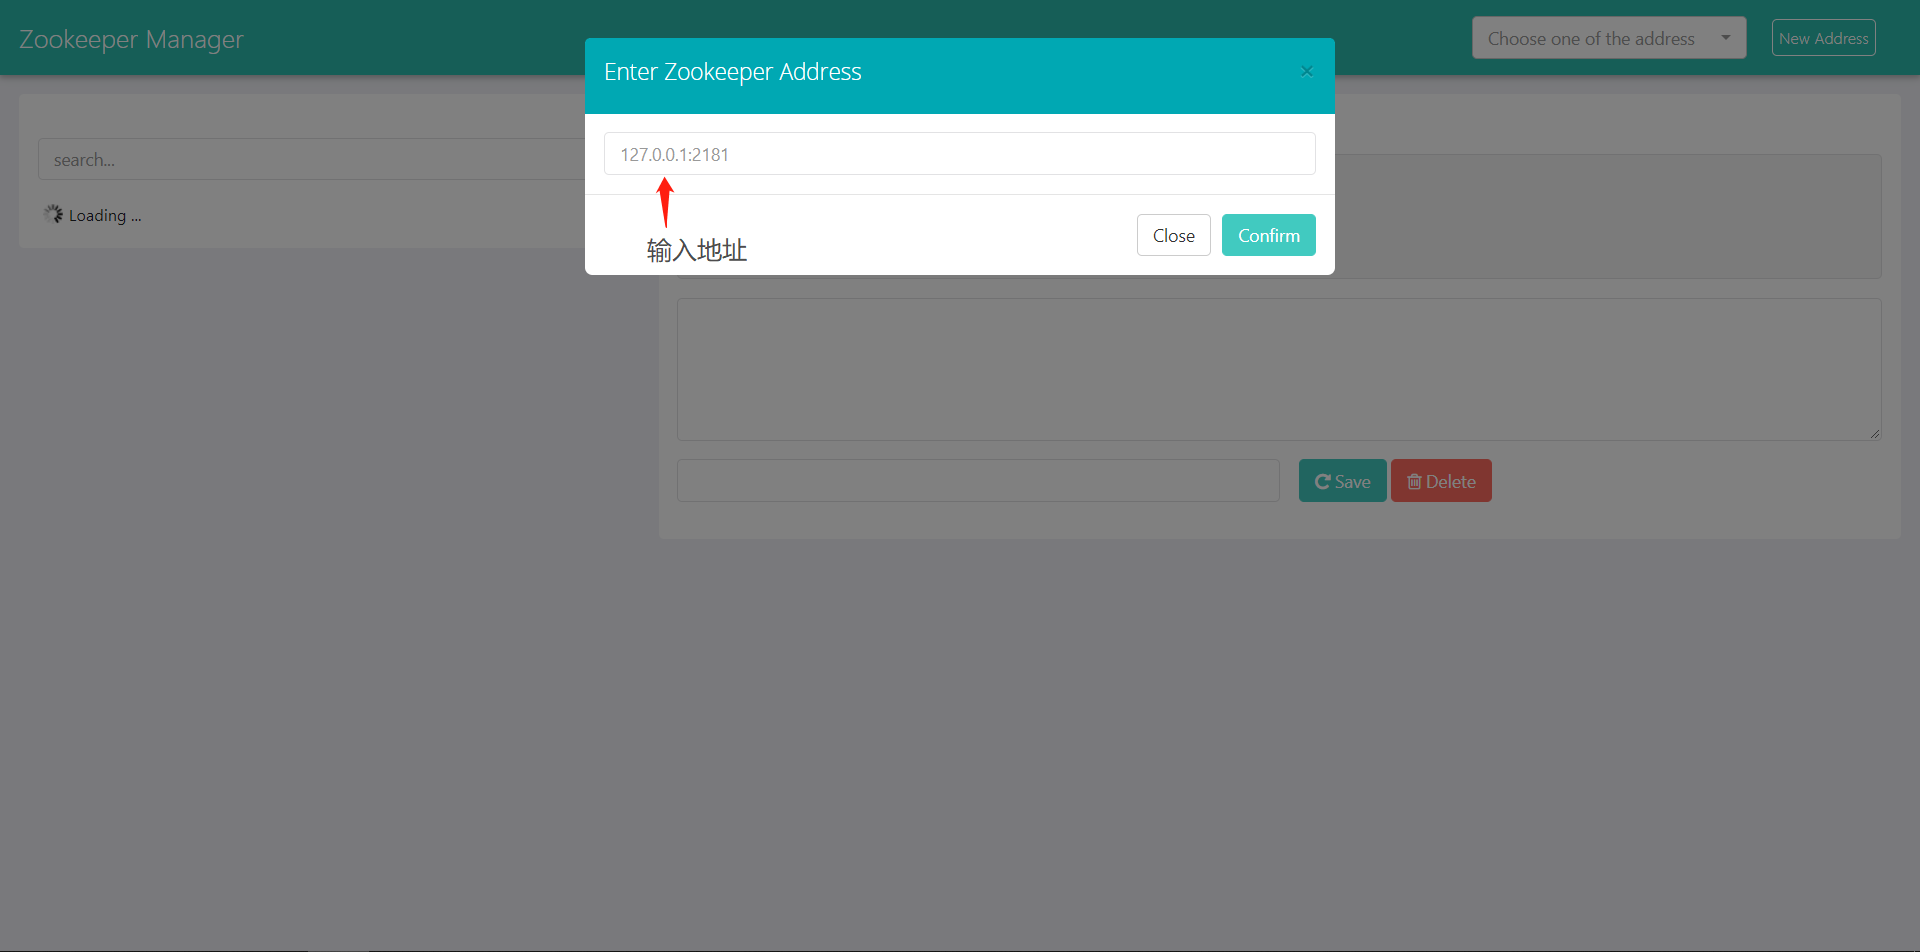 Zookeeper Manager
Choose one of the address
New Address
Enter Zookeeper Address
×
127.0.0.1:2181
输入地址
Close
Confirm
search...
Loading ...
Save
Delete